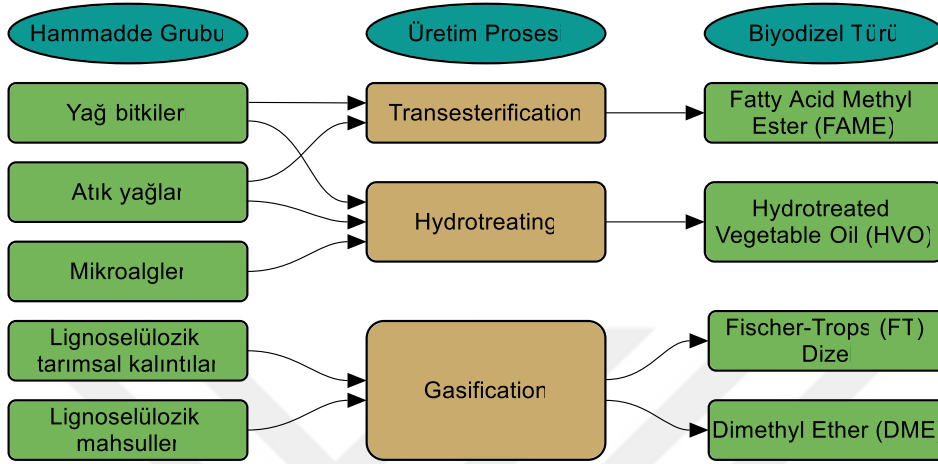 Hammadde Grubu
Üretim Prosesi
Biyodizel Türü
Yağ bitkileri
Transesterification
Fatty Acid Methyl
Ester (FAME)
Atık yağlar
Hydrotreating
Hydrotreated
Vegetable Oil (HVO)
Mikroalgler
Lignoselülozik
tarımsal kalıntılar
Gasification
Fischer-Trops (FT)
Dizel
Lignoselülozik
mahsuller
Dimethyl Ether (DME